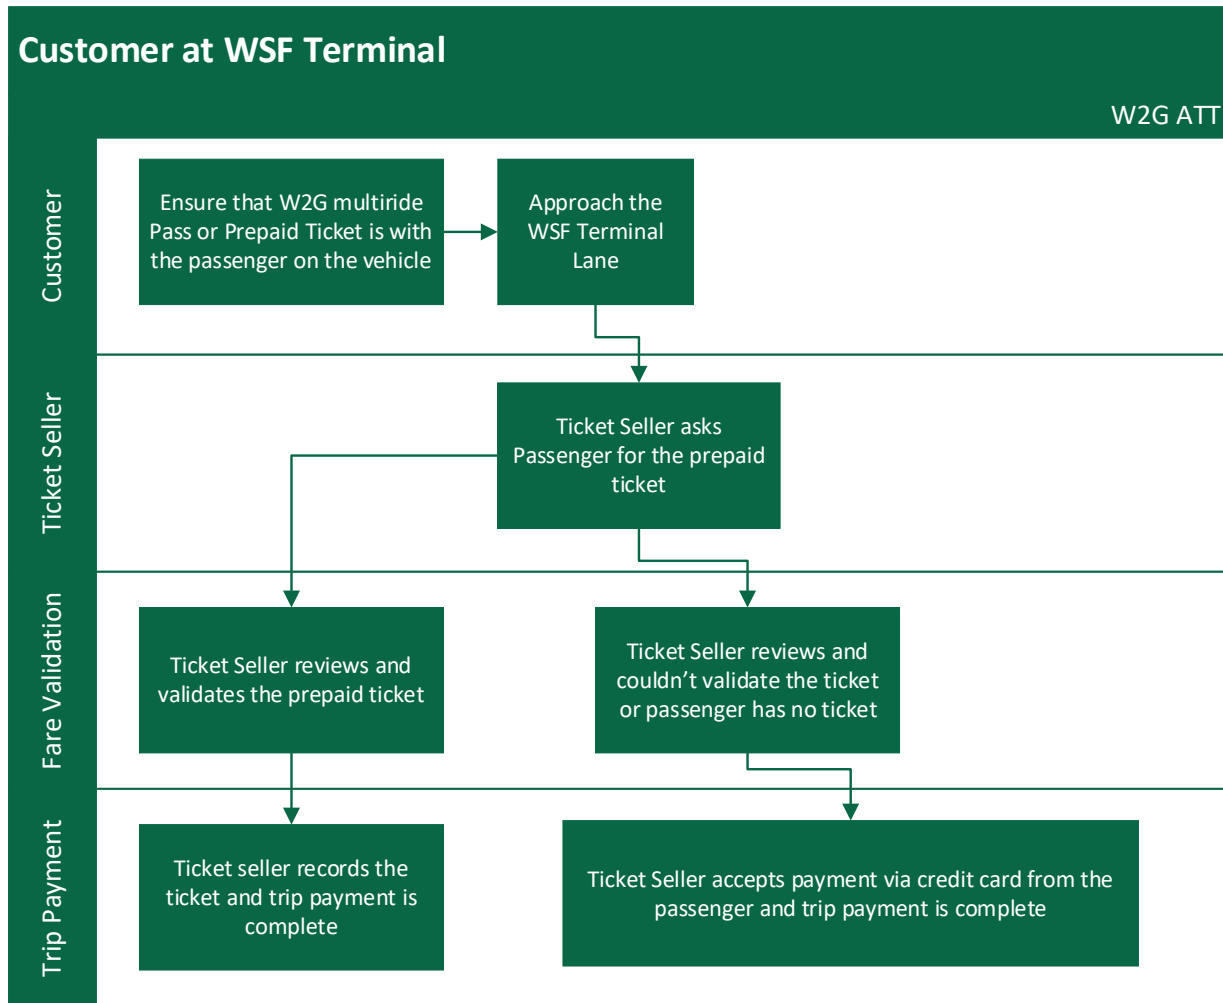 Customer at WSF Terminal
W2G ATT
Customer
Ensure that W2G multiride
Pass or Prepaid Ticket is with
the passenger on the vehicle
Approach the
WSF Terminal
Lane
Ticket Seller
Ticket Seller asks
Passenger for the prepaid
ticket
Fare Validation
Ticket Seller reviews and
validates the prepaid ticket
Ticket Seller reviews and
couldn’t validate the ticket
or passenger has no ticket
Trip Payment
Ticket seller records the
ticket and trip payment is
complete
Ticket Seller accepts payment via credit card from the
passenger and trip payment is complete